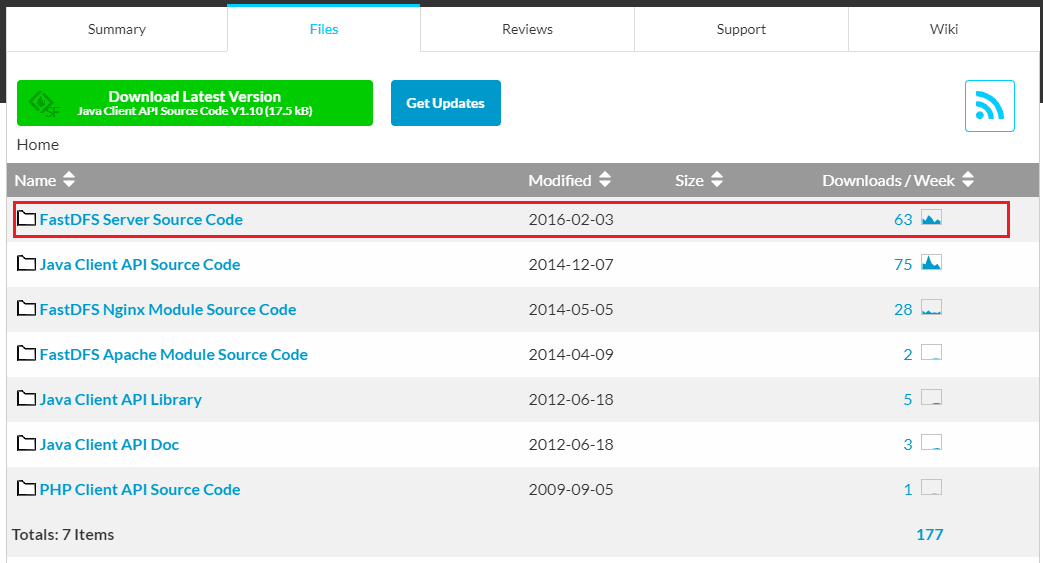 Summary Files Reviews Support Wiki
Download Latest Version
Java Client API Source Code V1.10 (17.5 kB)
Get Updates
Home
Name Modified Size Downloads / Week
FastDFS Server Source Code 2016-02-03 63
Java Client API Source Code 2014-12-07 75
FastDFS Nginx Module Source Code 2014-05-05 28
FastDFS Apache Module Source Code 2014-04-09 2
Java Client API Library 2012-06-18 5
Java Client API Doc 2012-06-18 3
PHP Client API Source Code 2009-09-05 1
Totals: 7 Items 177